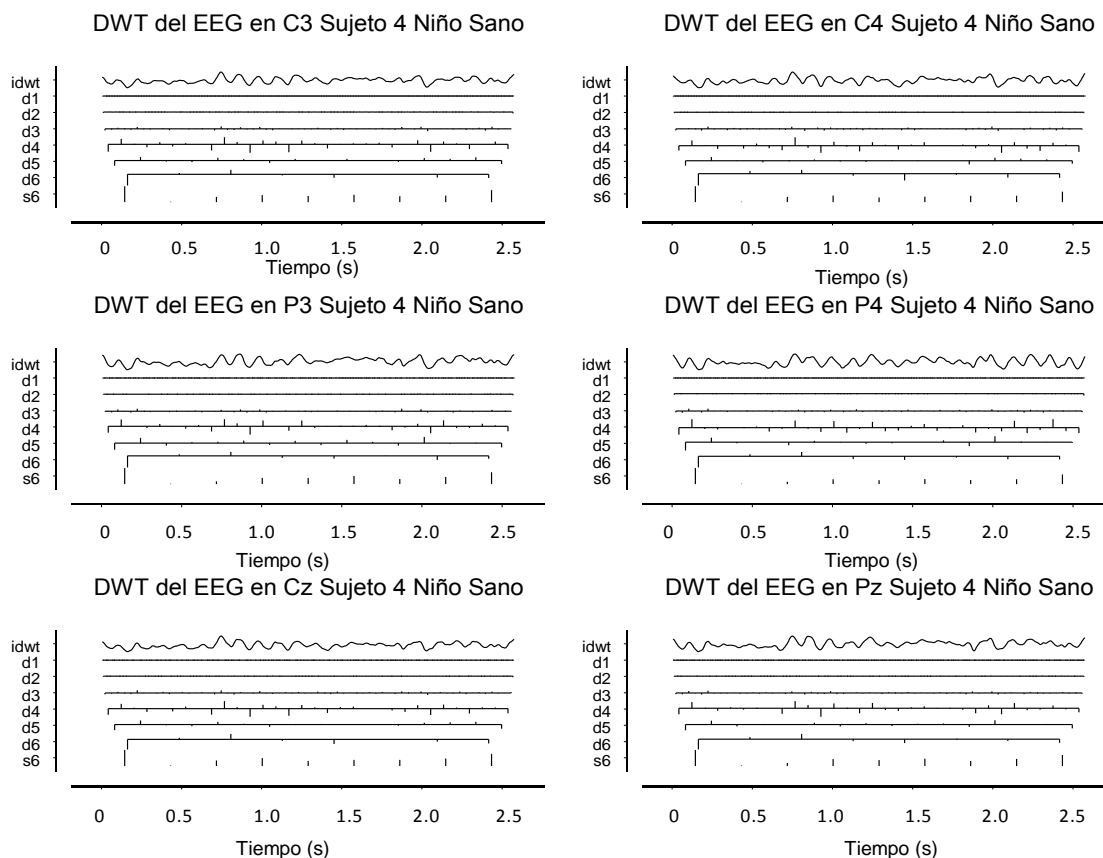 DWT del EEG en C3 Sujeto 4 Niño Sano
idwt
d1
d2
d3
d4
d5
d6
s6
0 0.5 1.0 1.5 2.0 2.5
Tiempo (s)
DWT del EEG en C4 Sujeto 4 Niño Sano
idwt
d1
d2
d3
d4
d5
d6
s6
0 0.5 1.0 1.5 2.0 2.5
Tiempo (s)
DWT del EEG en P3 Sujeto 4 Niño Sano
idwt
d1
d2
d3
d4
d5
d6
s6
0 0.5 1.0 1.5 2.0 2.5
Tiempo (s)
DWT del EEG en P4 Sujeto 4 Niño Sano
idwt
d1
d2
d3
d4
d5
d6
s6
0 0.5 1.0 1.5 2.0 2.5
Tiempo (s)
DWT del EEG en Cz Sujeto 4 Niño Sano
idwt
d1
d2
d3
d4
d5
d6
s6
0 0.5 1.0 1.5 2.0 2.5
Tiempo (s)
DWT del EEG en Pz Sujeto 4 Niño Sano
idwt
d1
d2
d3
d4
d5
d6
s6
0 0.5 1.0 1.5 2.0 2.5
Tiempo (s)